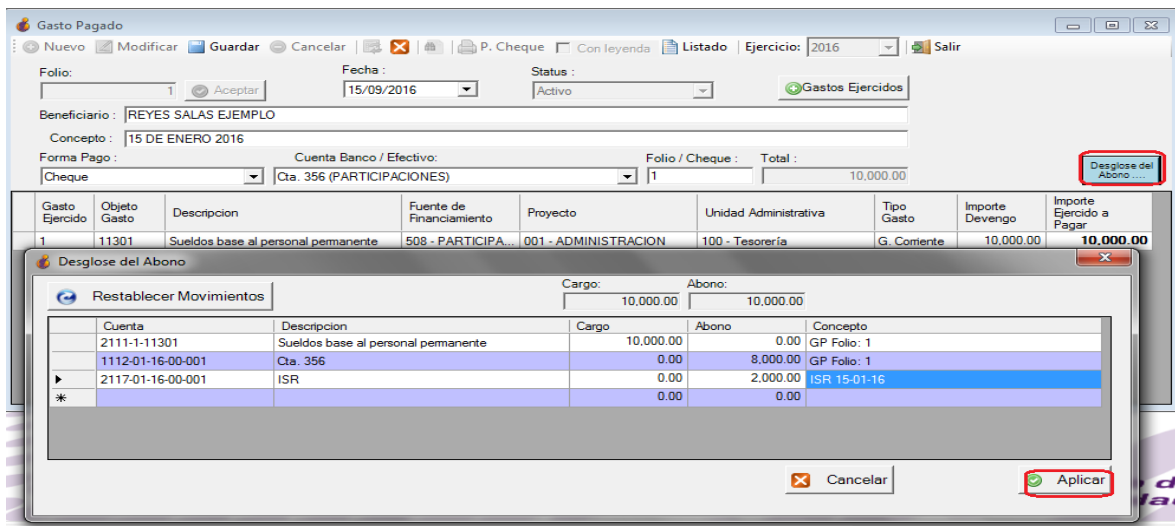 Gasto Pagado
Nuevo Modificar Guardar Cancelar P. Cheque Con leyenda Listado Ejercicio: 2016 Salir
Folio: Fecha : Status :
1 Aceptar 15/09/2016 Activo Gastos Ejercidos
Beneficiario : REYES SALAS EJEMPLO
Concepto : 15 DE ENERO 2016
Forma Pago : Cuenta Banco / Efectivo: Folio / Cheque : Total :
Cheque Cta. 356 (PARTICIPACIONES) 1 10,000.00
Desglose del
Abono ....
Gasto Ejercido Objeto Gasto Descripcion Fuente de Financiamiento Proyecto Unidad Administrativa Tipo Gasto Importe Devengo Importe Ejercido a Pagar
1 11301 Sueldos base al personal permanente 508 - PARTICIPA... 001 - ADMINISTRACION 100 - Tesorería G. Corriente 10,000.00 10,000.00
Desglose del Abono
Restablecer Movimientos
Cargo: Abono:
10,000.00 10,000.00
Cuenta Descripcion Cargo Abono Concepto
2111-1-11301 Sueldos base al personal permanente 10,000.00 0.00 GP Folio: 1
1112-01-16-00-001 Cta. 356 0.00 8,000.00 GP Folio: 1
2117-01-16-00-001 ISR 0.00 2,000.00 ISR 15-01-16
0.00 0.00
Cancelar Aplicar